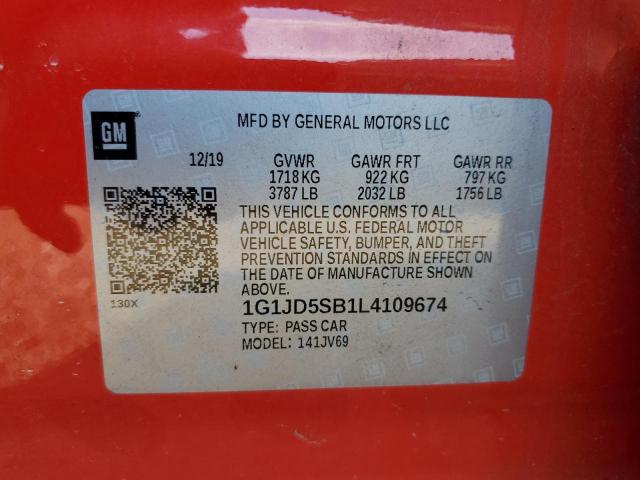 GM
MFD BY GENERAL MOTORS LLC
12/19 GVWR GAWR FRT GAWR RR
1718 KG 922 KG 797 KG
3787 LB 2032 LB 1756 LB
THIS VEHICLE CONFORMS TO ALL
APPLICABLE U.S. FEDERAL MOTOR
VEHICLE SAFETY, BUMPER, AND THEFT
PREVENTION STANDARDS IN EFFECT ON
THE DATE OF MANUFACTURE SHOWN
ABOVE.
130X
1G1JD5SB1L4109674
TYPE: PASS CAR
MODEL: 141JV69